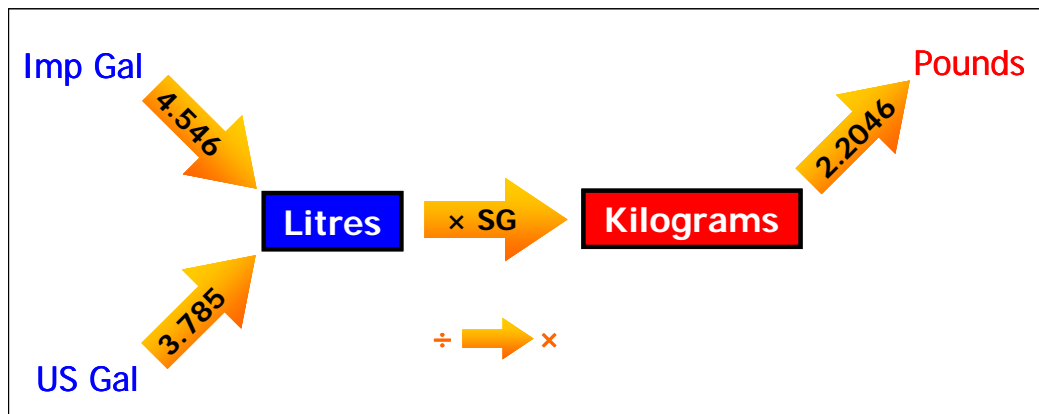 Imp Gal
Pounds
4.546
2.2046
Litres
× SG
Kilograms
3.785
÷ ×
US Gal